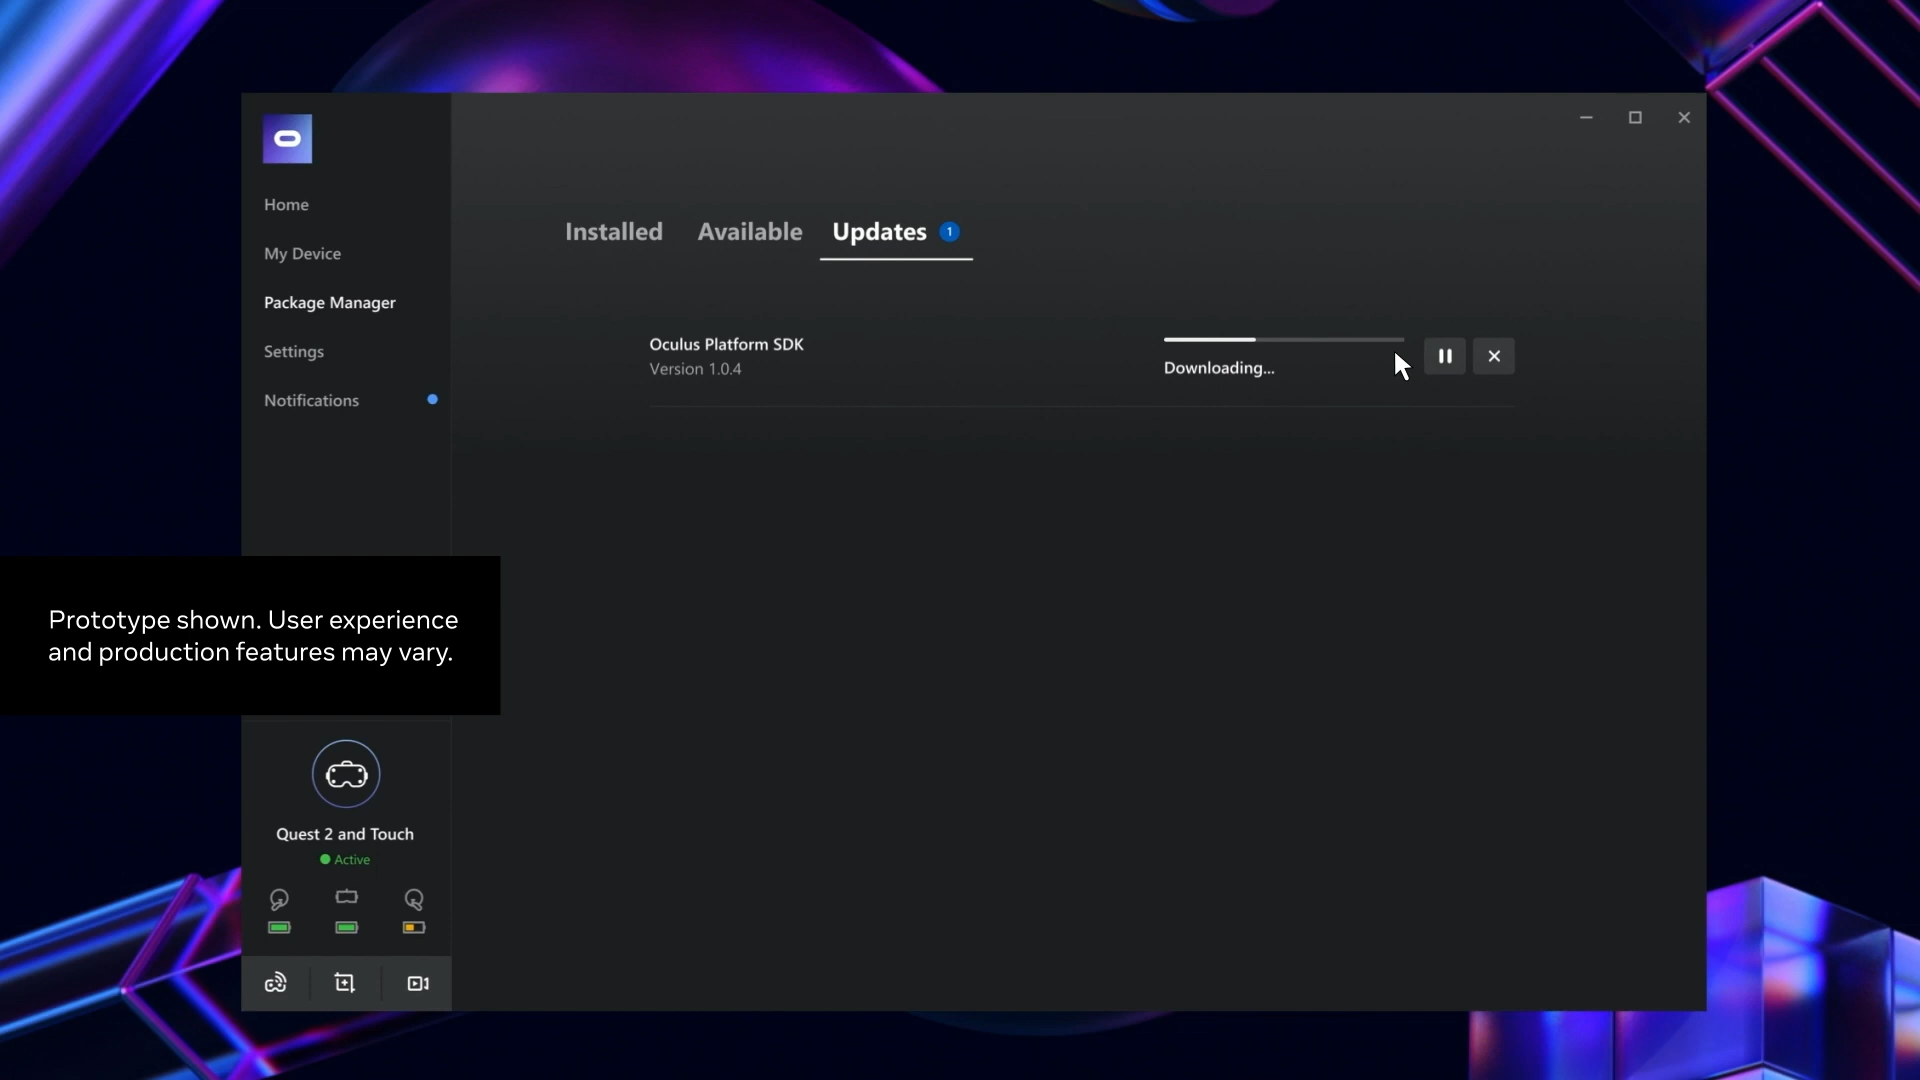 Home
My Device
Package Manager
Settings
Notifications
Installed
Available
Updates 1
Oculus Platform SDK
Version 1.0.4
Downloading...
Prototype shown. User experience
and production features may vary.
Quest 2 and Touch
Active